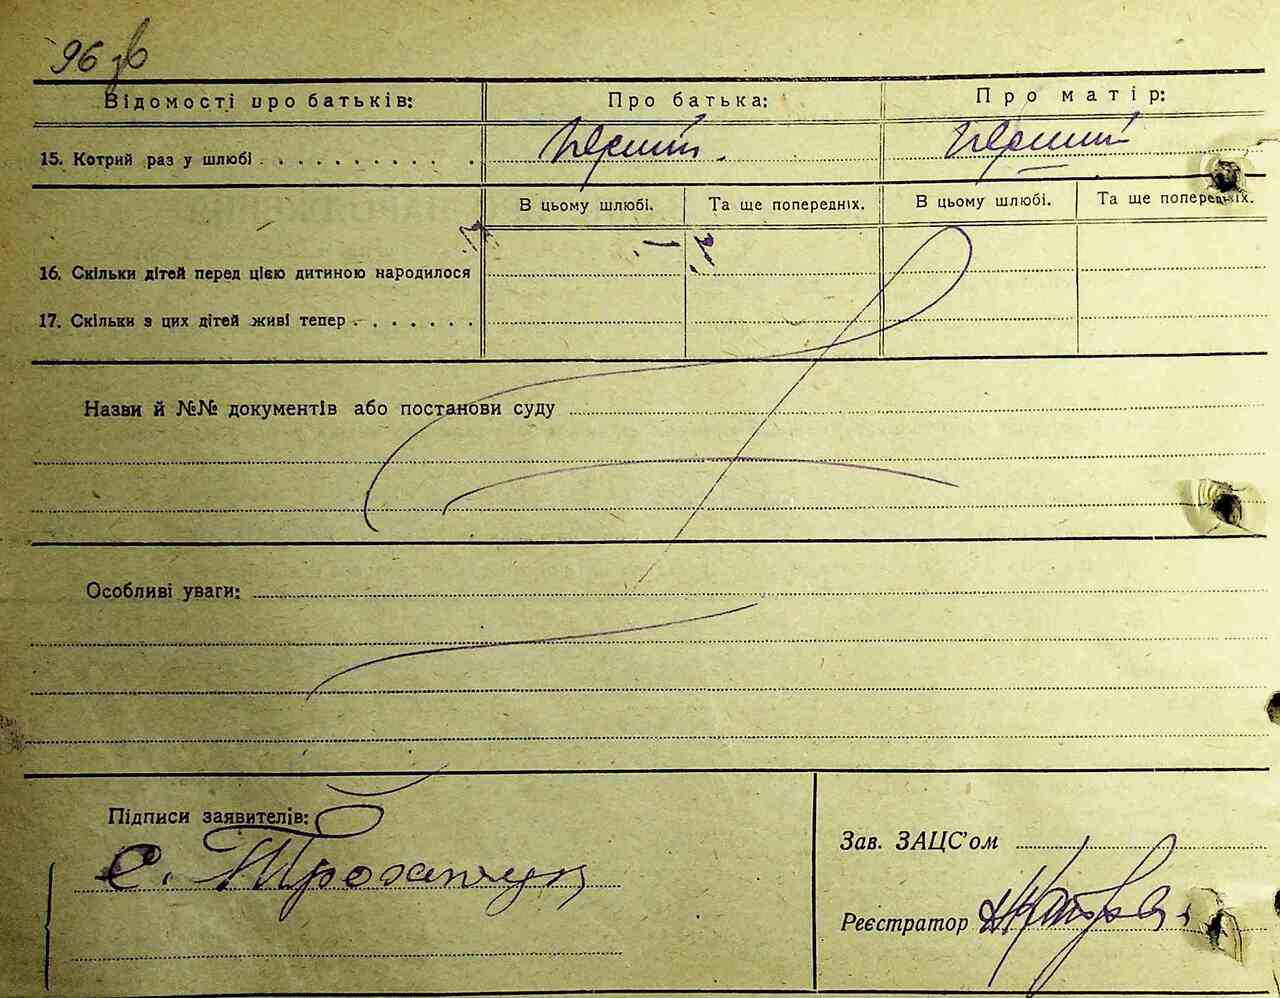 96 зв
Відомості про батьків: Про батька: Про матір:
15. Котрий раз у шлюбі . . . . . . . . . . . Перший. Перший
В цьому шлюбі. Та ще попередніх. В цьому шлюбі. Та ще попередніх.
16. Скільки дітей перед цією дитиною народилося
17. Скільки з цих дітей живі тепер . . . . . . .
Назви й №№ документів або постанови суду
Особливі уваги:
Підписи заявителів:
Зав. ЗАЦС'ом
С.
Реєстратор